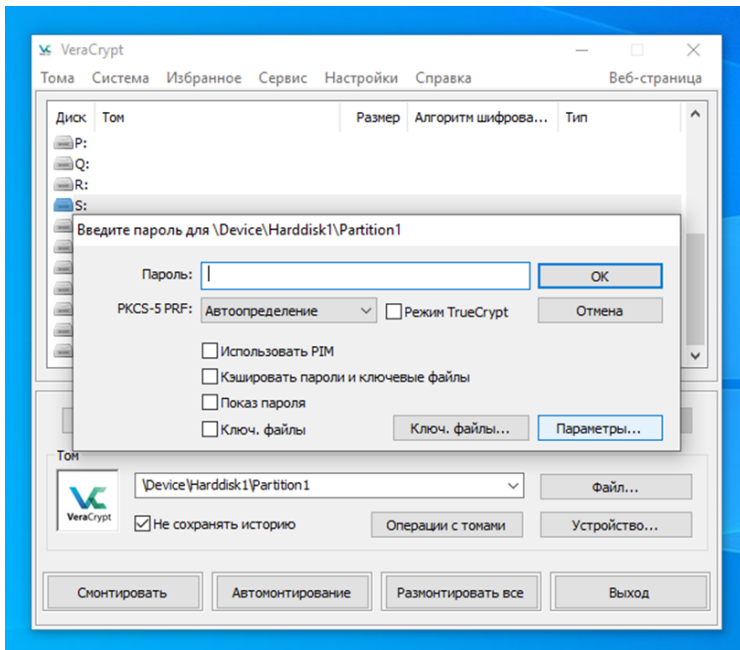 VeraCrypt
Тома Система Избранное Сервис Настройки Справка Веб-страница
Диск Том Размер Алгоритм шифрова... Тип
P:
Q:
R:
S:
Введите пароль для \Device\Harddisk1\Partition1
Пароль: ОК
PKCS-5 PRF: Автоопределение Режим TrueCrypt Отмена
Использовать PIM
Кэшировать пароли и ключевые файлы
Показ пароля
Ключ. файлы Ключ. файлы... Параметры...
Том
\Device\Harddisk1\Partition1 Файл...
VeraCrypt Не сохранять историю Операции с томами Устройство...
Смонтировать Автомонтирование Размонтировать все Выход